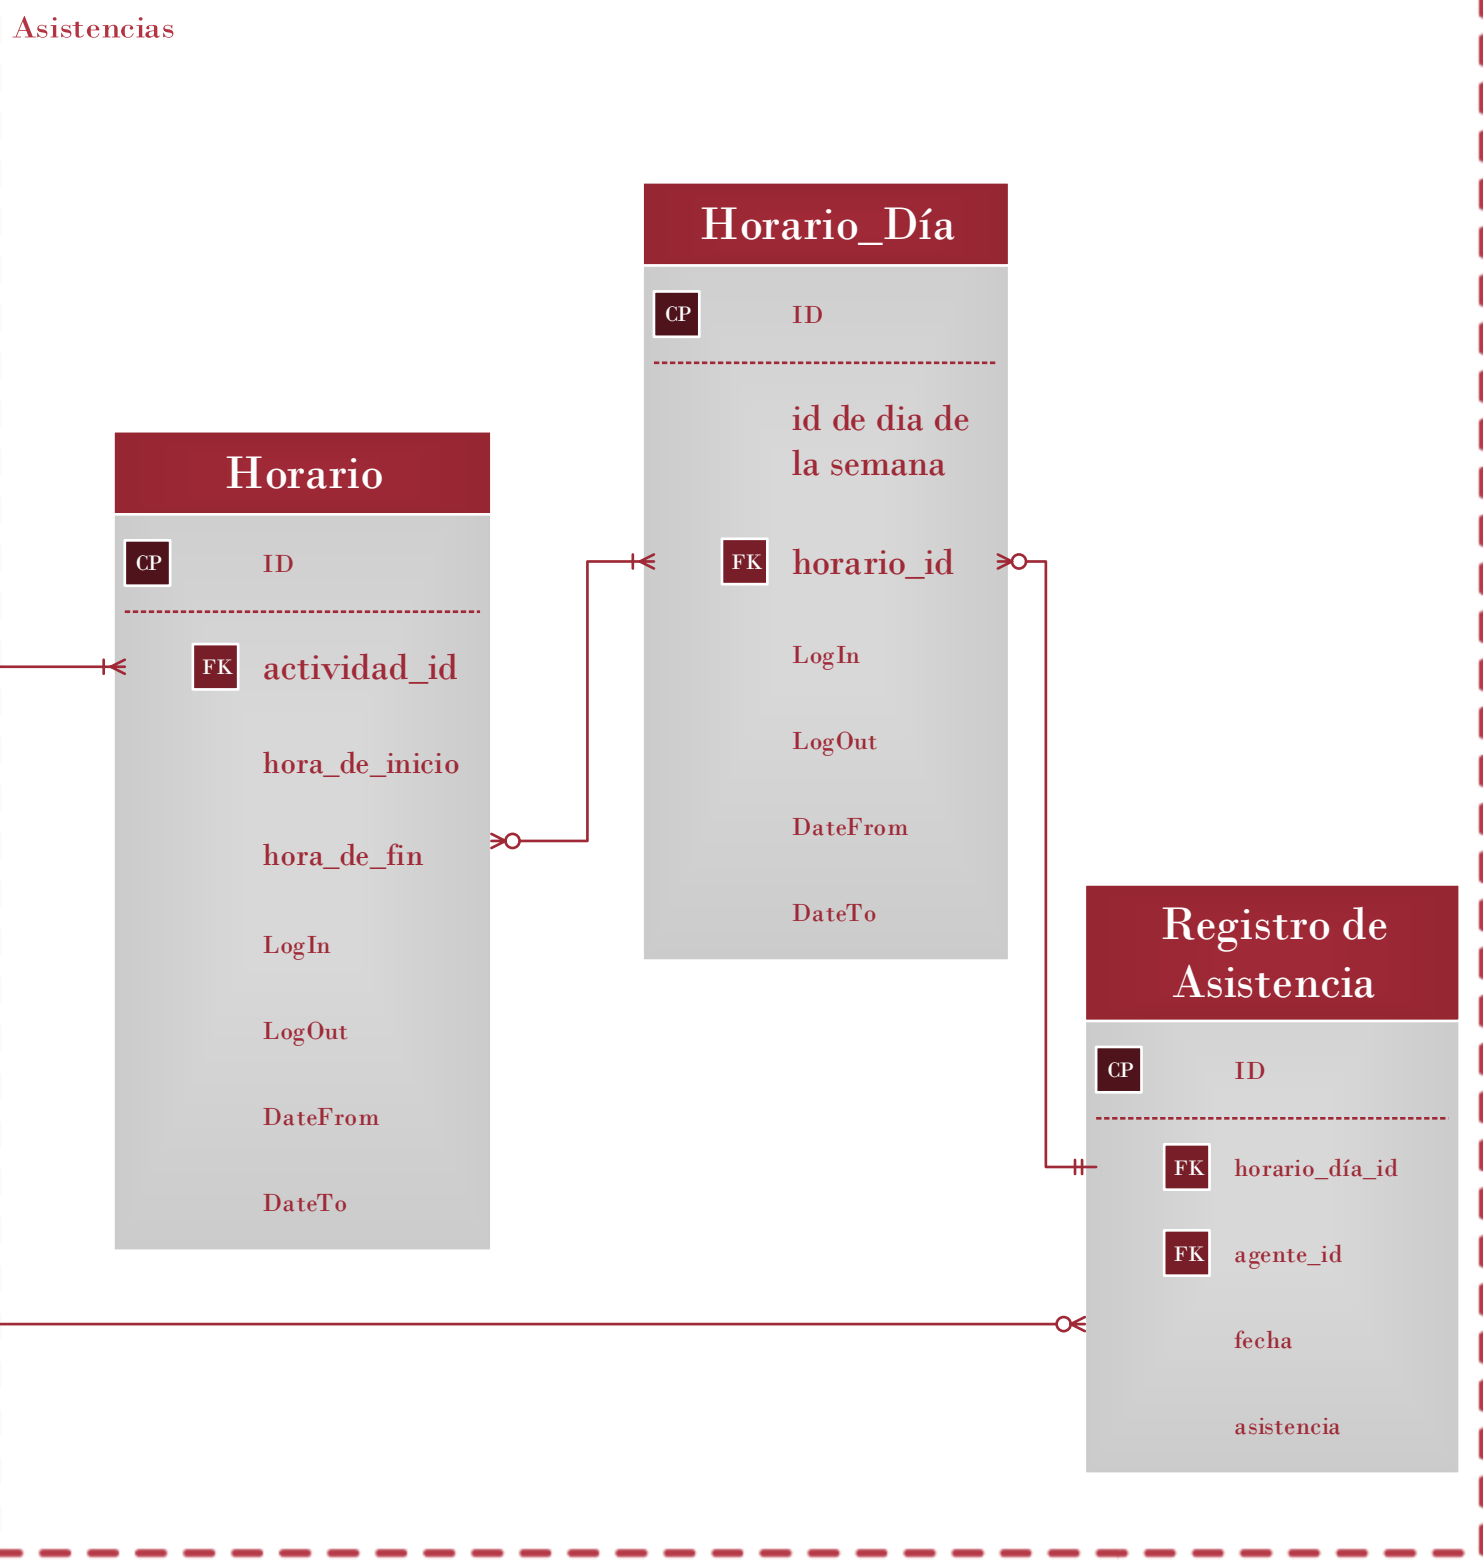 Asistencias
Horario_Día
CP ID
id de dia de
la semana
FK horario_id
LogIn
LogOut
DateFrom
DateTo
Horario
CP ID
FK actividad_id
hora_de_inicio
hora_de_fin
LogIn
LogOut
DateFrom
DateTo
Registro de
Asistencia
CP ID
FK horario_día_id
FK agente_id
fecha
asistencia